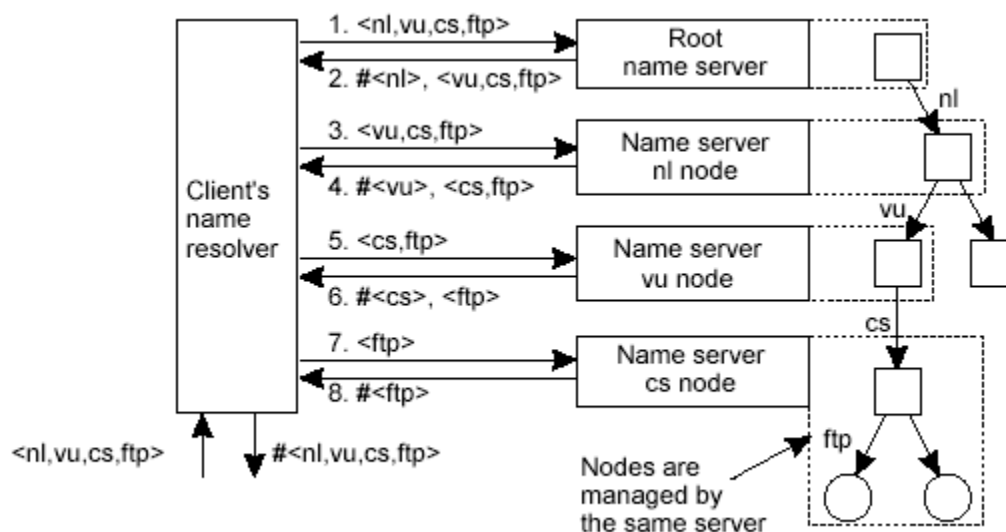 1. <nl,vu,cs,ftp>
2. #<nl>, <vu,cs,ftp>
Root
name server
nl
3. <vu,cs,ftp>
4. #<vu>, <cs,ftp>
Name server
nl node
Client's
name
resolver
vu
5. <cs,ftp>
6. #<cs>, <ftp>
Name server
vu node
cs
7. <ftp>
8. #<ftp>
Name server
cs node
<nl,vu,cs,ftp>
#<nl,vu,cs,ftp>
ftp
Nodes are
managed by
the same server